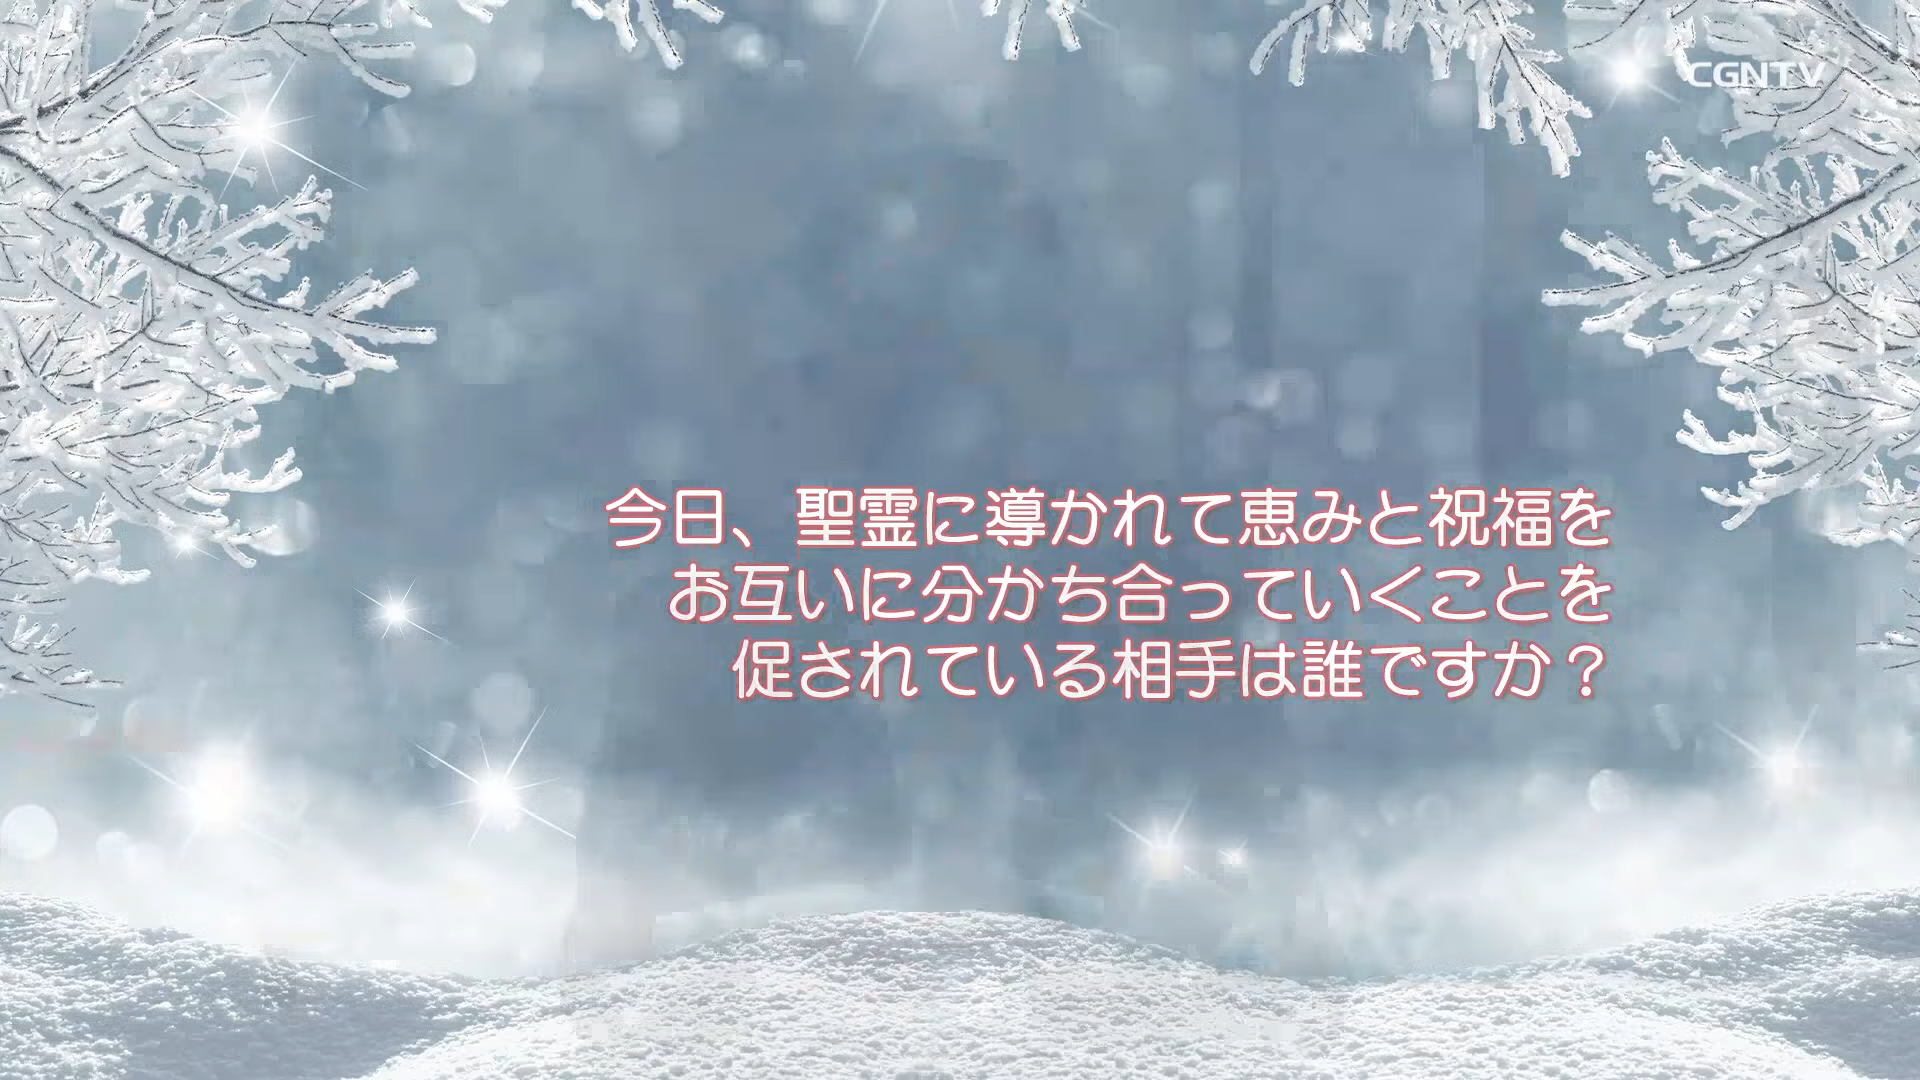 CGNTV
今日、聖霊に導かれて恵みと祝福を
お互いに分かち合っていくことを
促されている相手は誰ですか？